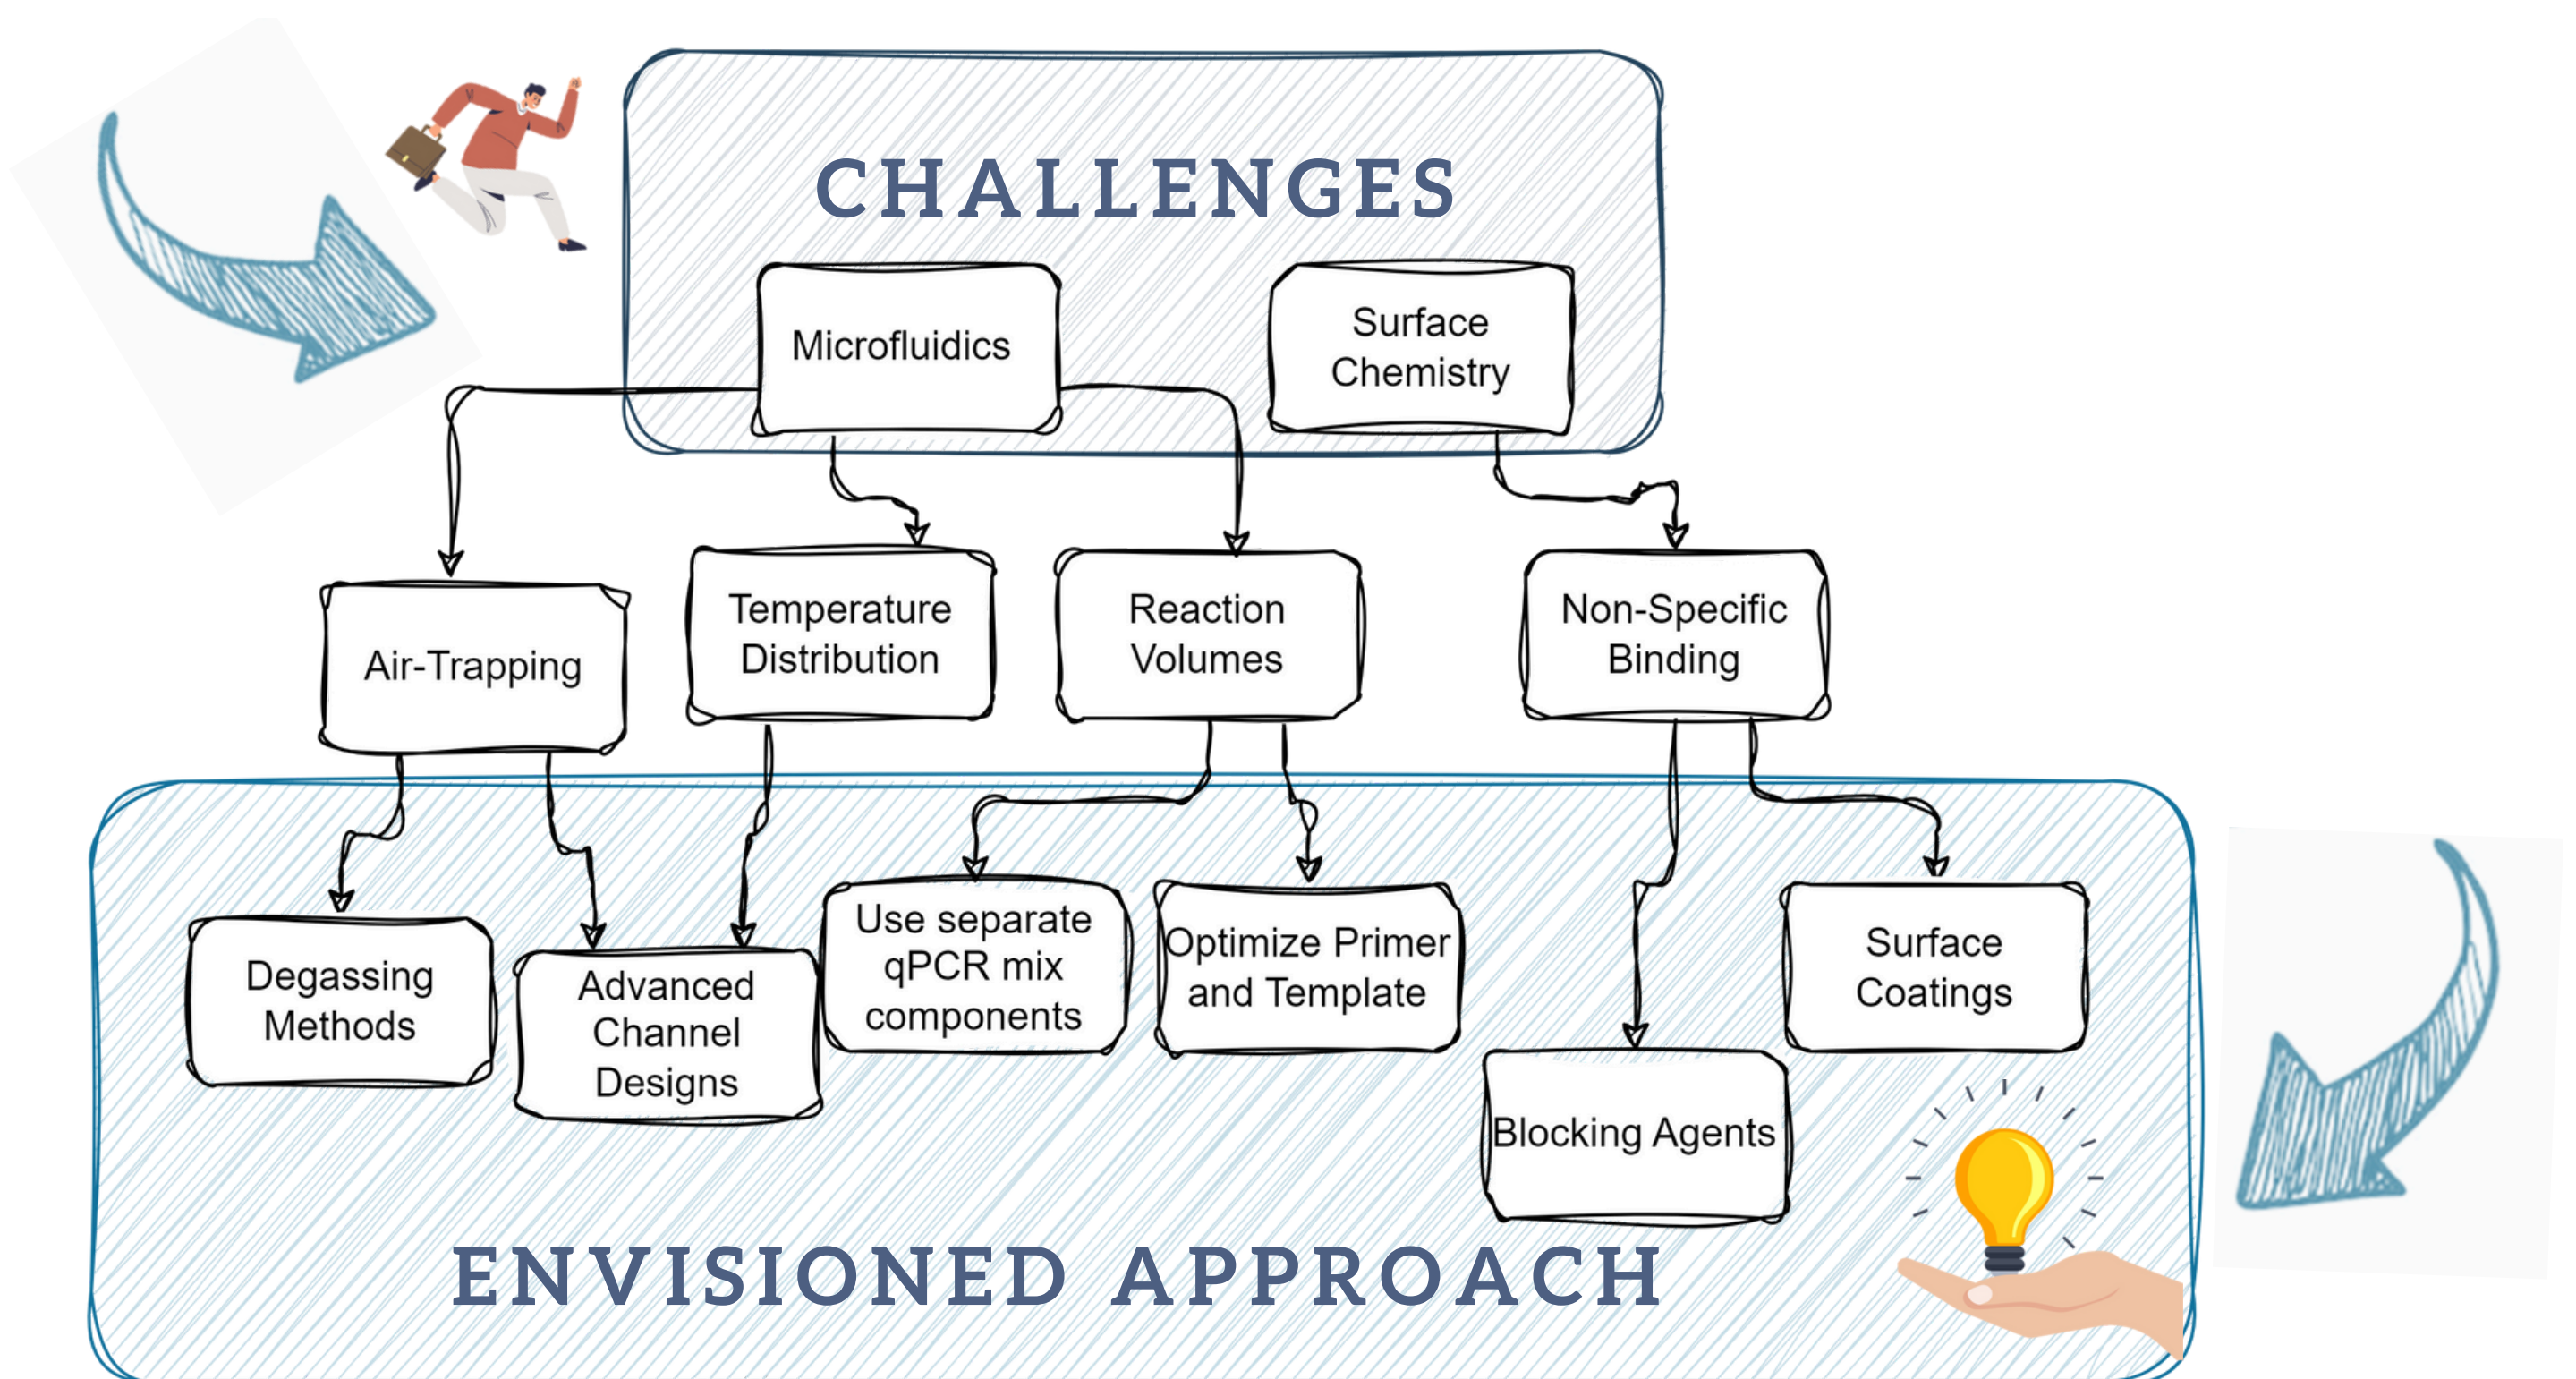 CHALLENGES
Microfluidics
Surface
Chemistry
Air-Trapping
Temperature
Distribution
Reaction
Volumes
Non-Specific
Binding
Degassing
Methods
Advanced
Channel
Designs
Use separate
qPCR mix
components
Optimize Primer
and Template
Blocking Agents
Surface
Coatings
ENVISIONED APPROACH